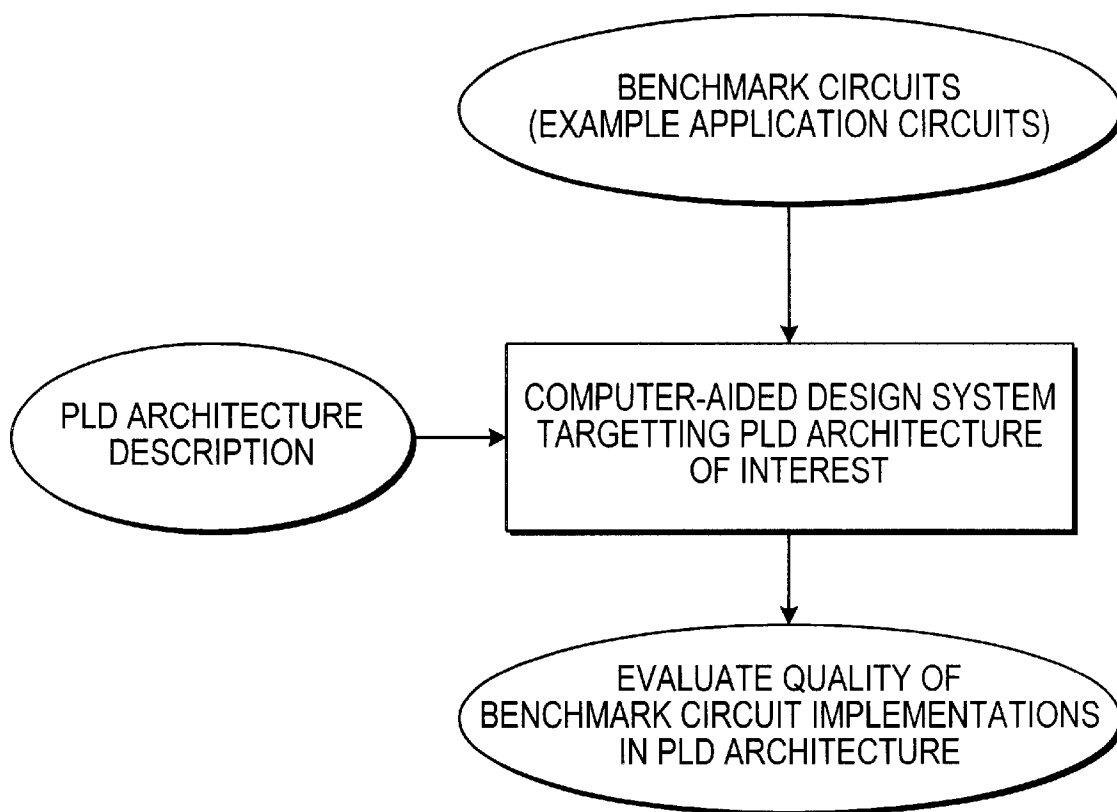 BENCHMARK CIRCUITS
(EXAMPLE APPLICATION CIRCUITS)
PLD ARCHITECTURE
DESCRIPTION
COMPUTER-AIDED DESIGN SYSTEM
TARGETTING PLD ARCHITECTURE
OF INTEREST
EVALUATE QUALITY OF
BENCHMARK CIRCUIT IMPLEMENTATIONS
IN PLD ARCHITECTURE